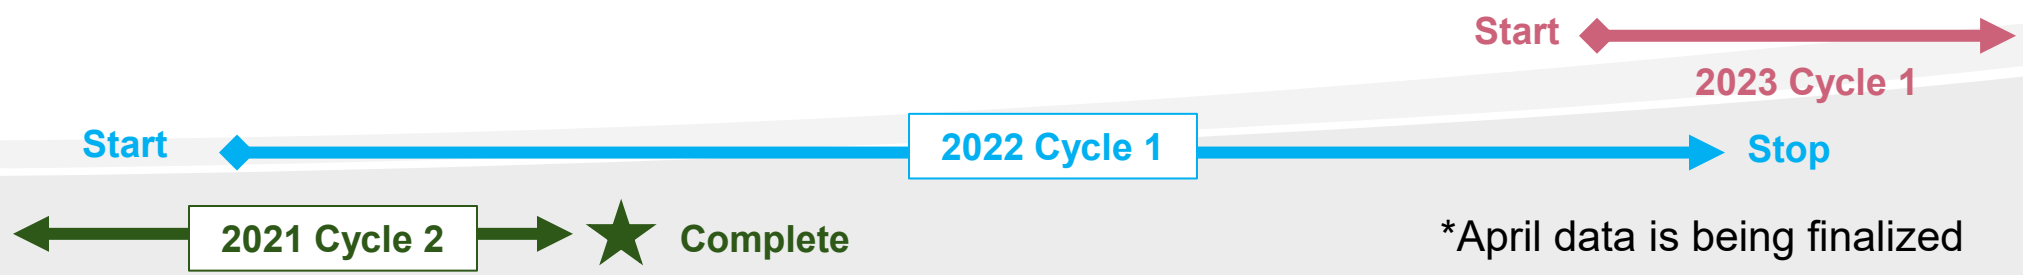 Start
2023 Cycle 1
Start
2022 Cycle 1
Stop
2021 Cycle 2
Complete
*April data is being finalized